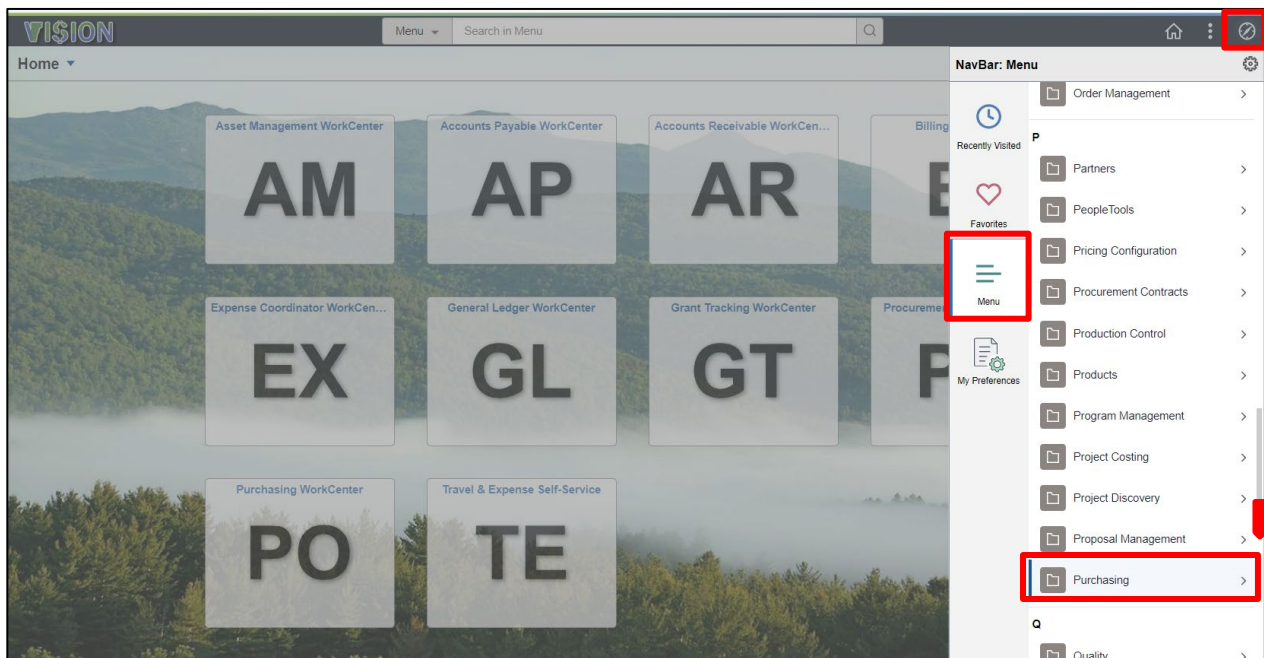 VISION
Menu
Search in Menu
Home
NavBar: Menu
Asset Management WorkCenter
AM
Accounts Payable WorkCenter
AP
Accounts Receivable WorkCen...
AR
Billing
Expense Coordinator WorkCen...
EX
General Ledger WorkCenter
GL
Grant Tracking WorkCenter
GT
Procuremen
P
Purchasing WorkCenter
PO
Travel & Expense Self-Service
TE
Recently Visited
Favorites
Menu
My Preferences
Order Management
P
Partners
PeopleTools
Pricing Configuration
Procurement Contracts
Production Control
Products
Program Management
Project Costing
Project Discovery
Proposal Management
Purchasing
Q
Quality